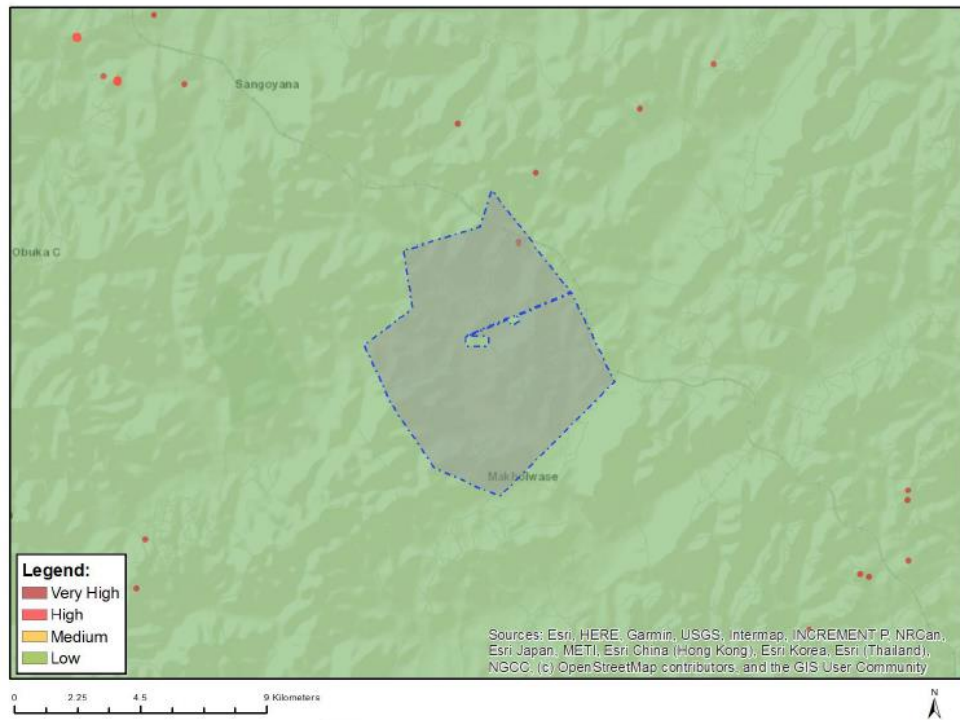 Sangoyana
Obuka C
Makholwase
Legend:
Very High
High
Medium
Low
Sources: Esri, HERE, Garmin, USGS, Intermap, INCREMENT P, NRCan,
Esri Japan, METI, Esri China (Hong Kong), Esri Korea, Esri (Thailand),
NGCC, (c) OpenStreetMap contributors, and the GIS User Community
0 2.25 4.5 9 Kilometers
N